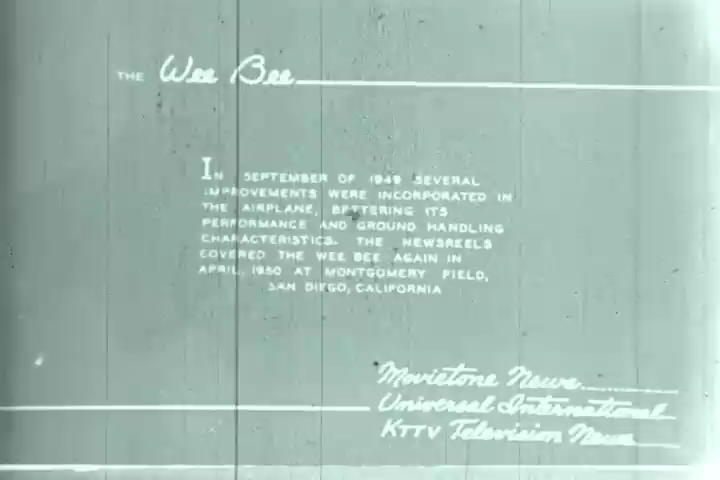 THE Wee Bee
IN SEPTEMBER OF 1949 SEVERAL
IMPROVEMENTS WERE INCORPORATED IN
THE AIRPLANE, BETTERING ITS
PERFORMANCE AND GROUND HANDLING
CHARACTERISTICS. THE NEWSREELS
COVERED THE WEE BEE AGAIN IN
APRIL, 1950 AT MONTGOMERY FIELD,
SAN DIEGO, CALIFORNIA
Movietone News
Universal International
KTTV Television News